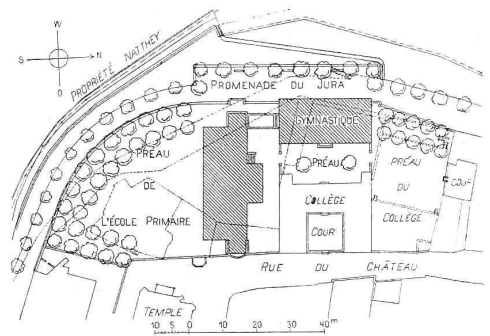 W
S N
O
PROPRIÉTÉ NATTHEY
PROMENADE DU JURA
GYMNASTIQUE
PRÉAU
DE
L'ÉCOLE PRIMAIRE
PRÉAU
COLLÈGE
COUR
PRÉAU
DU
COLLÈGE
COUR
RUE DU CHÂTEAU
TEMPLE
10 5 0 10 20 30 40m